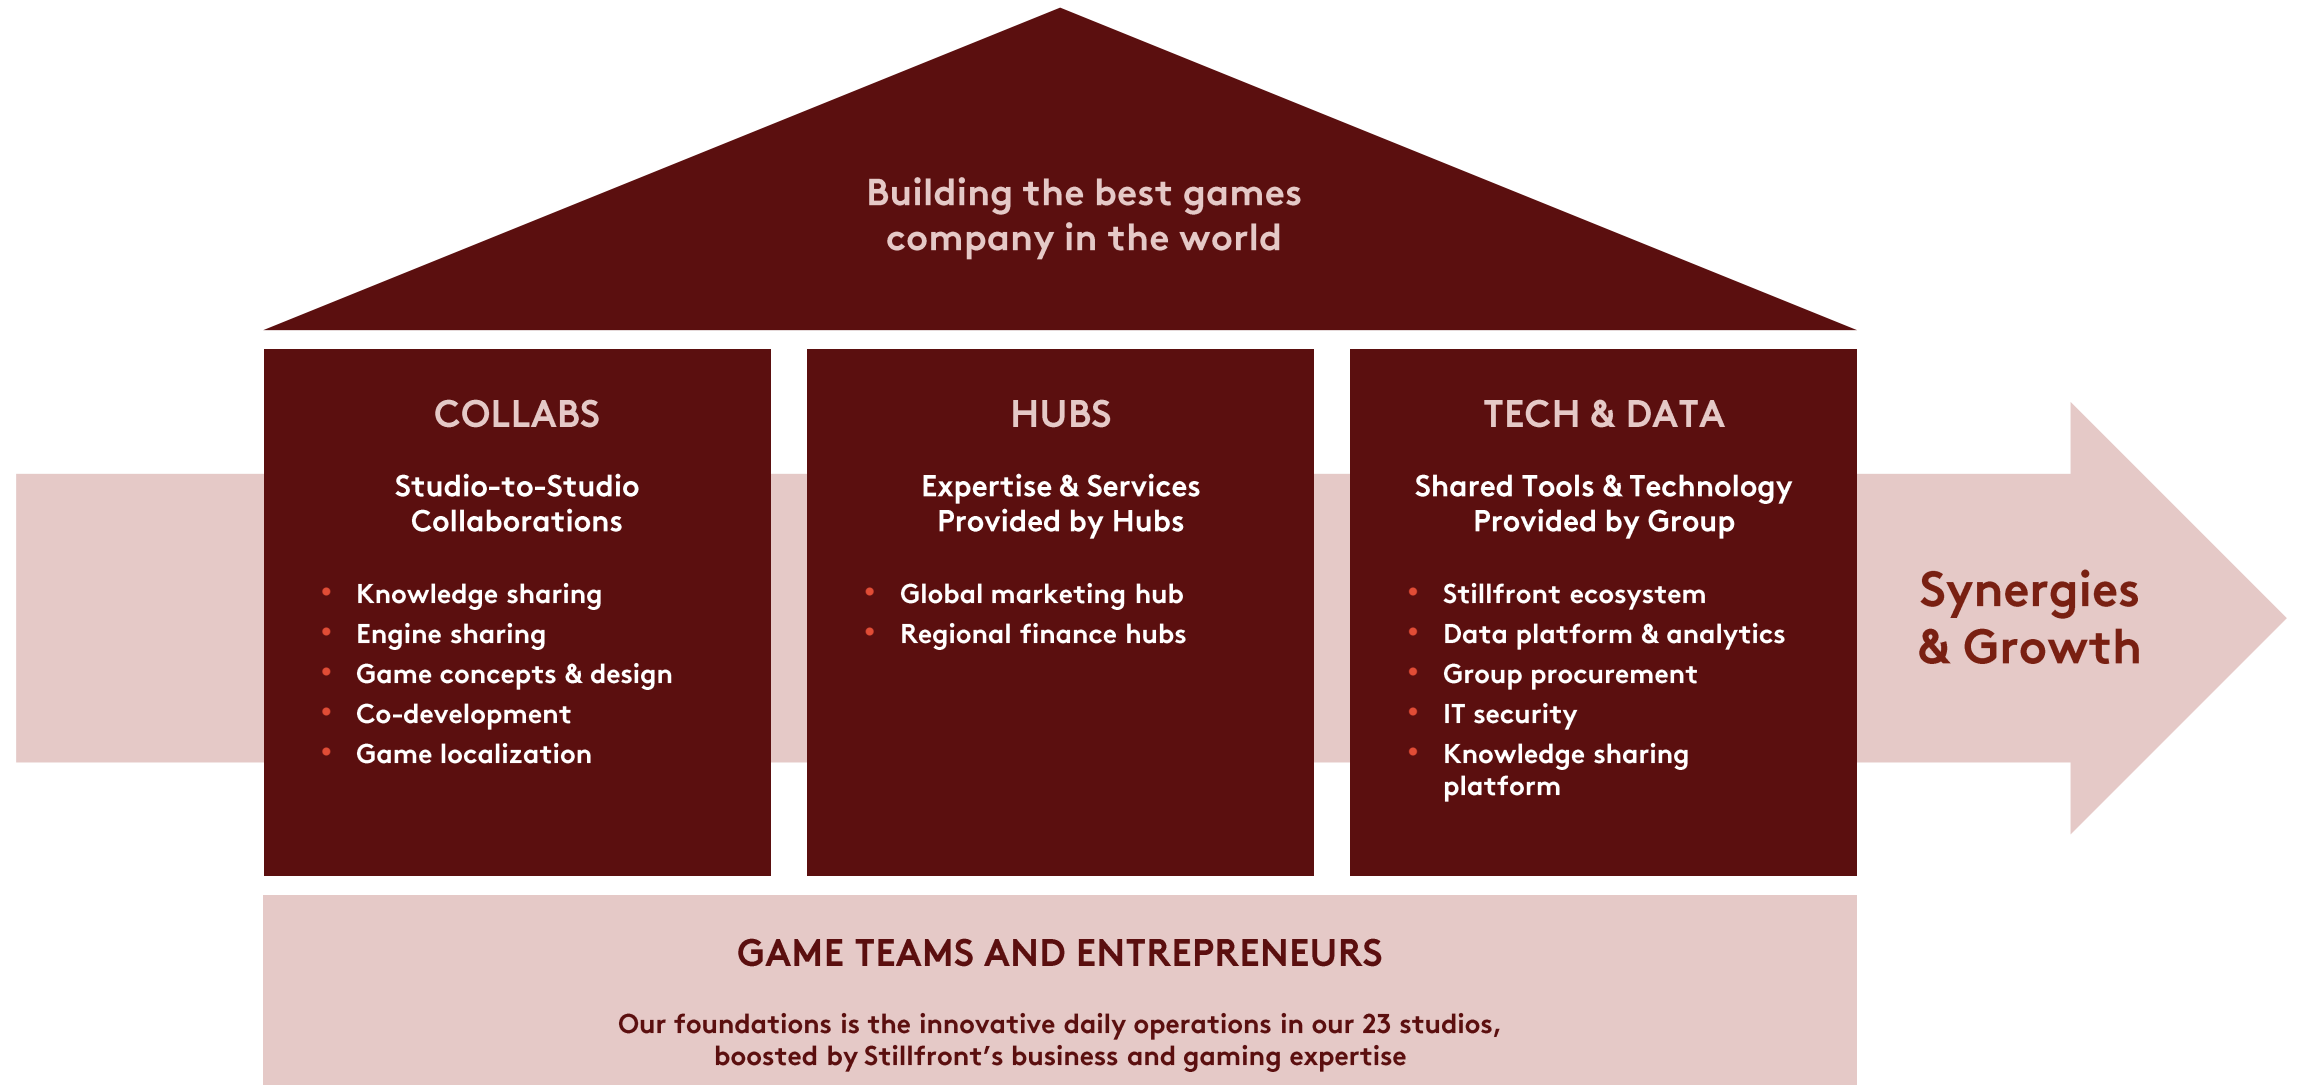 Building the best games
company in the world
COLLABS
Studio-to-Studio
Collaborations
• Knowledge sharing
• Engine sharing
• Game concepts & design
• Co-development
• Game localization
HUBS
Expertise & Services
Provided by Hubs
• Global marketing hub
• Regional finance hubs
TECH & DATA
Shared Tools & Technology
Provided by Group
• Stillfront ecosystem
• Data platform & analytics
• Group procurement
• IT security
• Knowledge sharing
platform
Synergies
& Growth
GAME TEAMS AND ENTREPRENEURS
Our foundations is the innovative daily operations in our 23 studios,
boosted by Stillfront’s business and gaming expertise